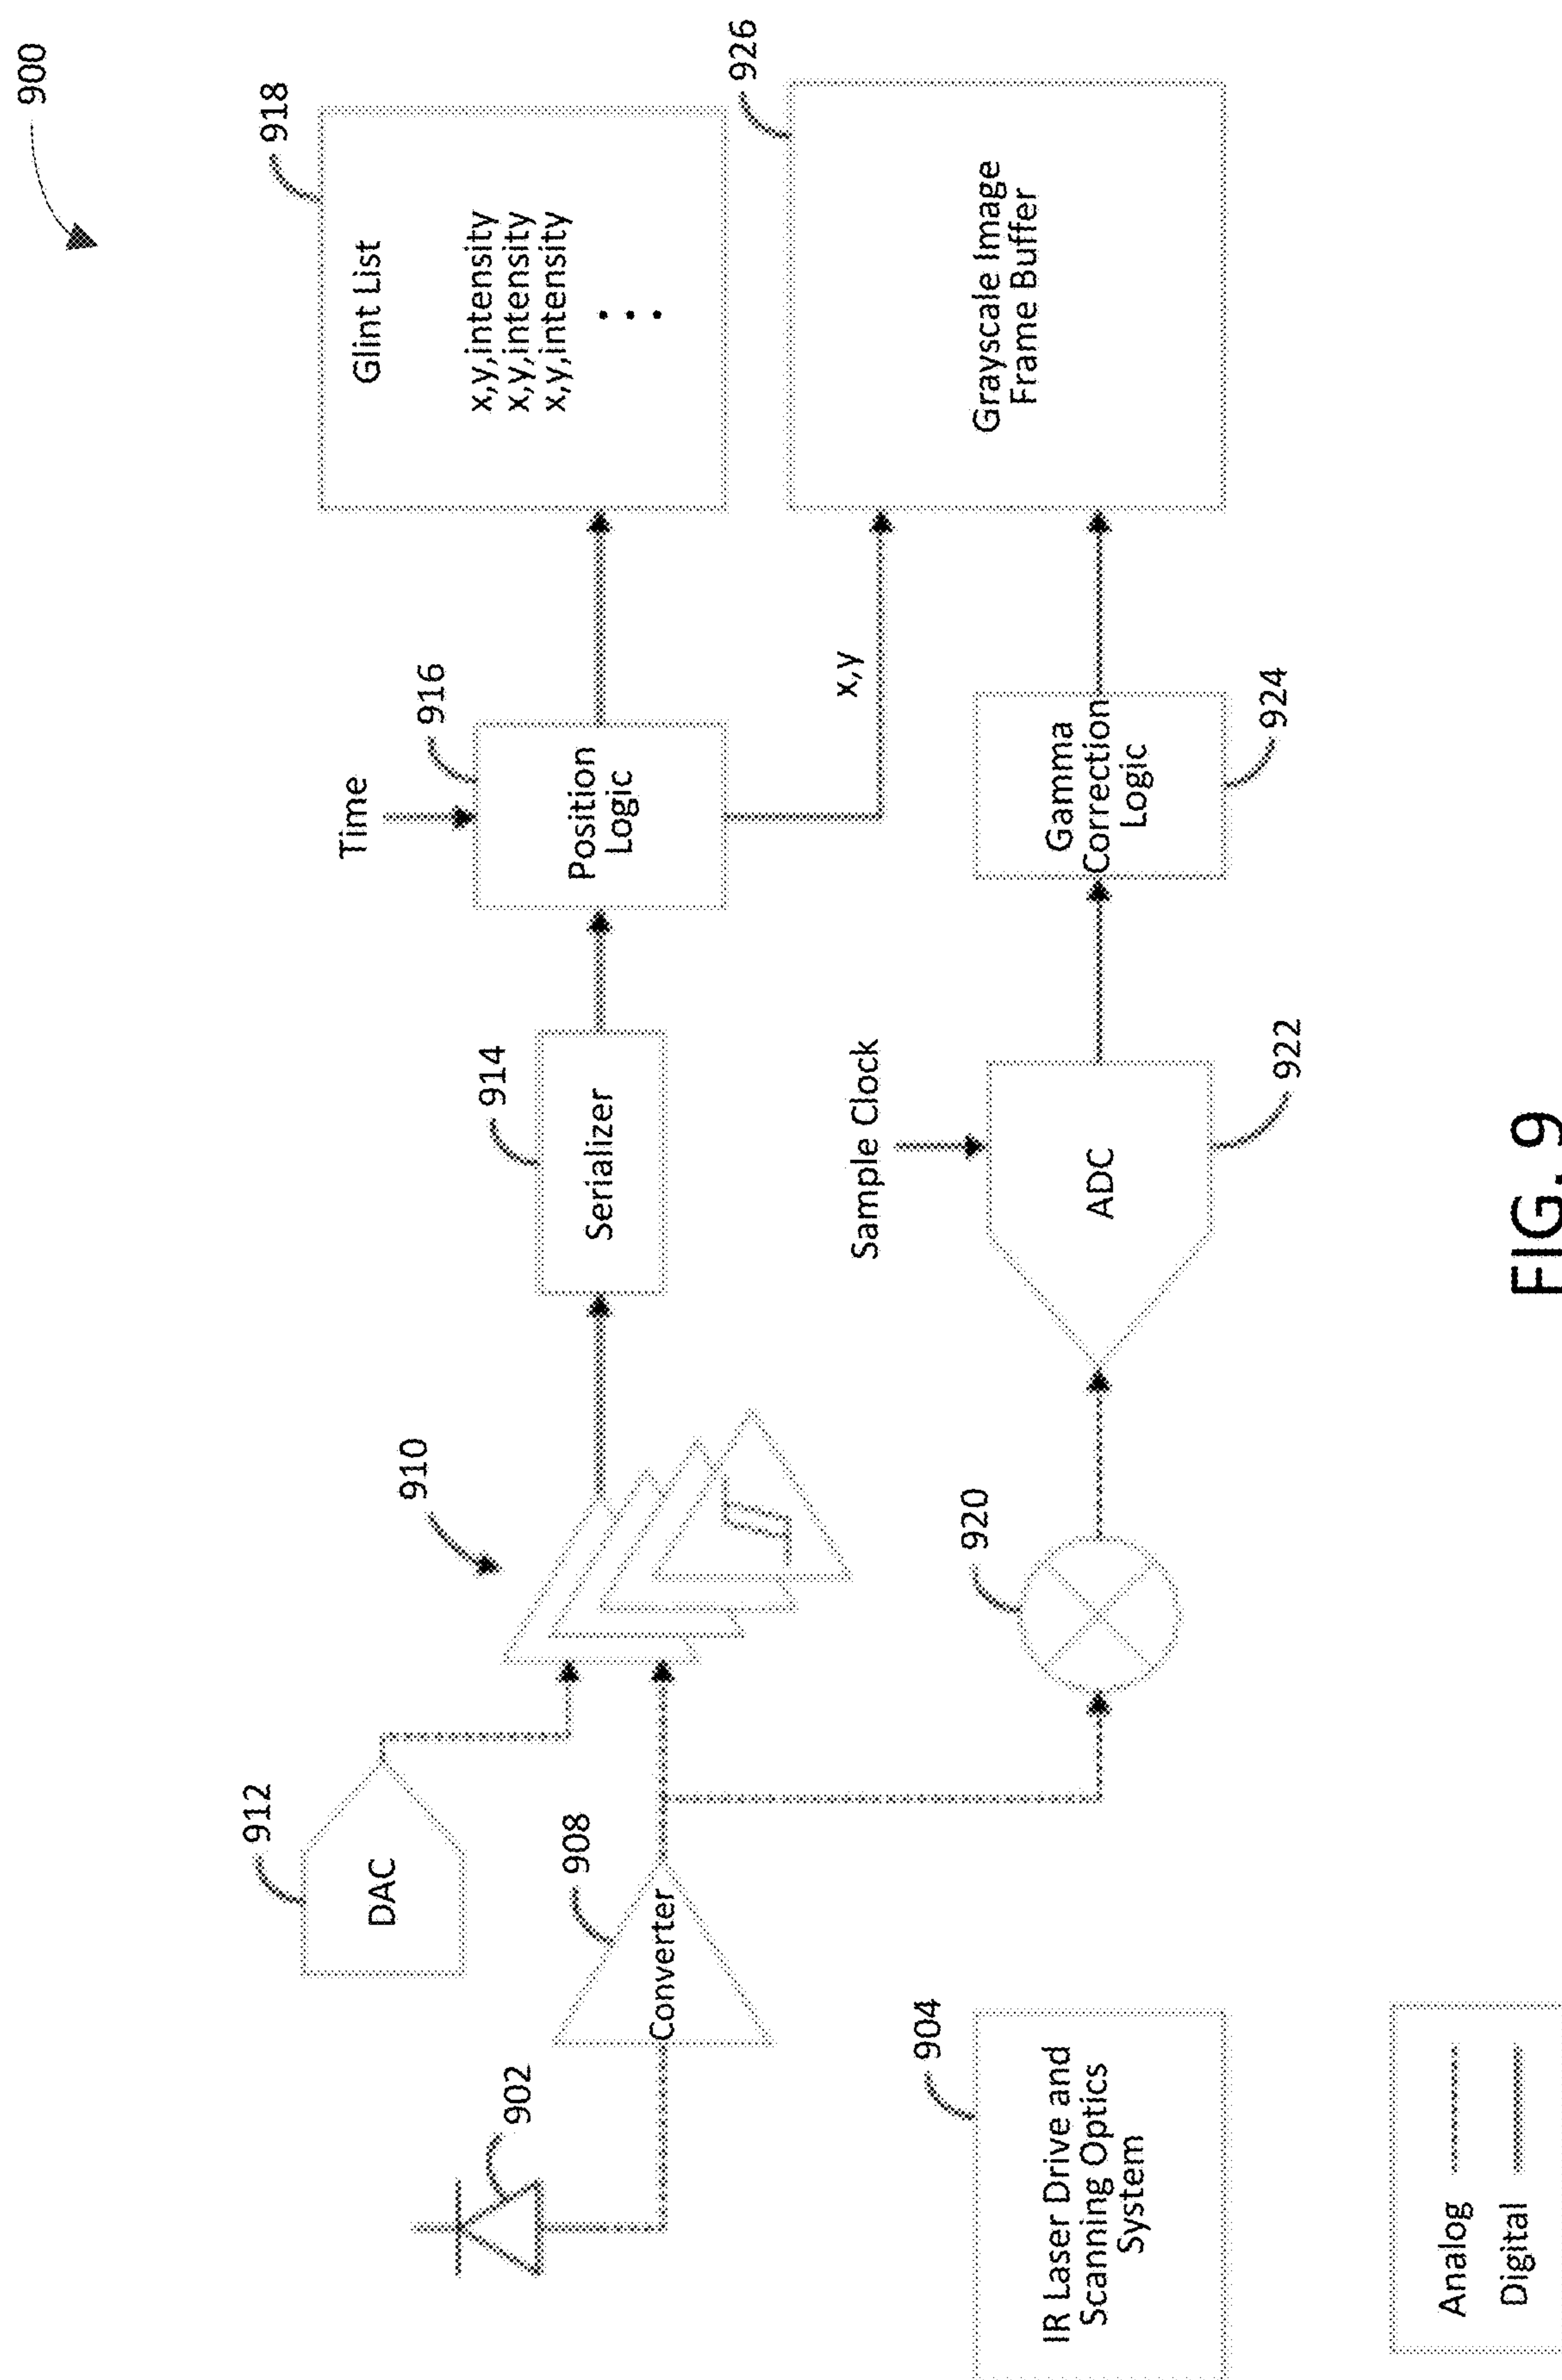 900
902
Converter
908
DAC
912
910
Serializer
914
Time
Position
Logic
916
Glint List
x,y,intensity
x,y,intensity
x,y,intensity
918
x,y
Grayscale Image
Frame Buffer
926
920
Sample Clock
ADC
922
Gamma
Correction
Logic
924
IR Laser Drive and
Scanning Optics
System
904
Analog
Digital
FIG. 9